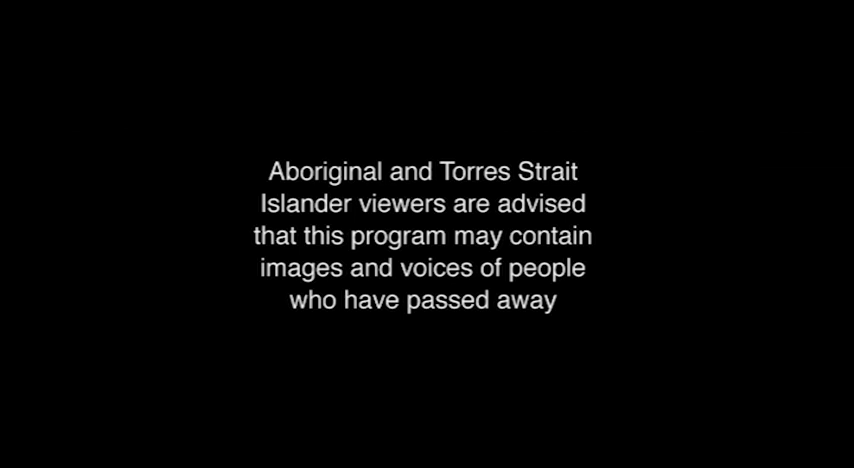 Aboriginal and Torres Strait
Islander viewers are advised
that this program may contain
images and voices of people
who have passed away